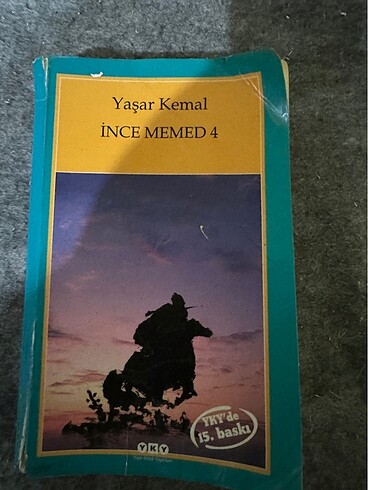 Yaşar Kemal
İNCE MEMED 4
YKY'de
15. baskı
YKY